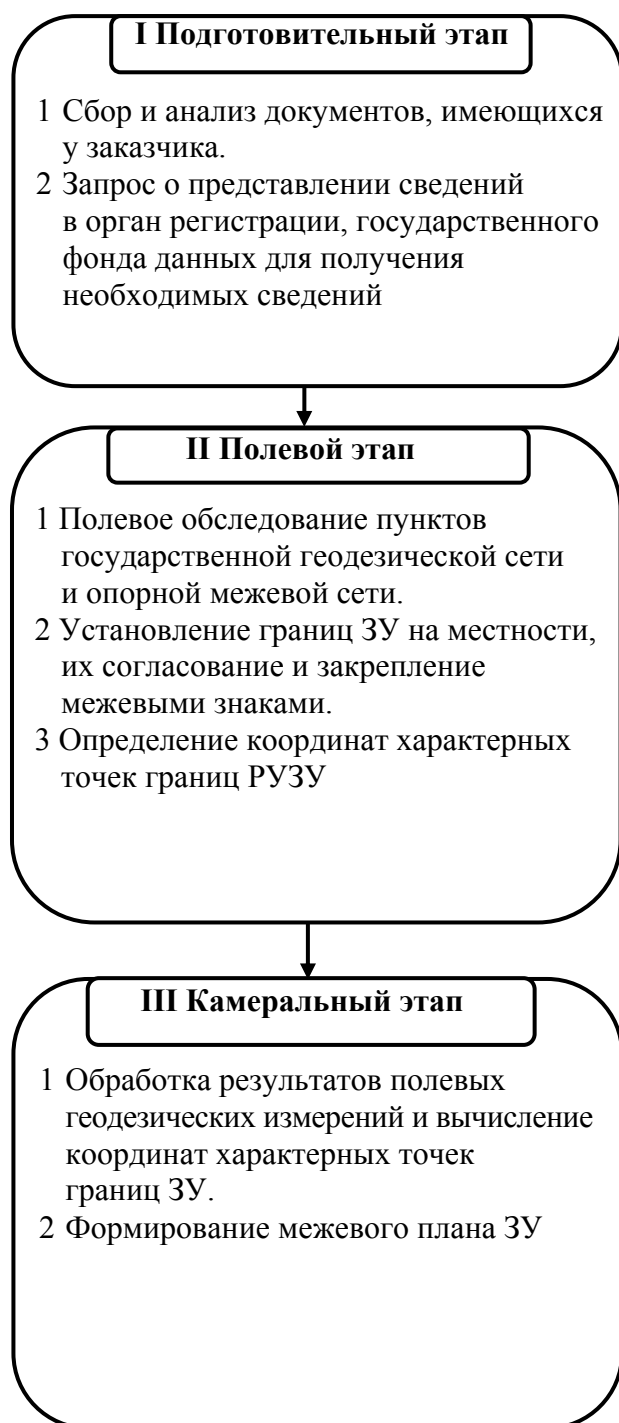 I Подготовительный этап
1 Сбор и анализ документов, имеющихся
у заказчика.
2 Запрос о представлении сведений
в орган регистрации, государственного
фонда данных для получения
необходимых сведений
II Полевой этап
1 Полевое обследование пунктов
государственной геодезической сети
и опорной межевой сети.
2 Установление границ ЗУ на местности,
их согласование и закрепление
межевыми знаками.
3 Определение координат характерных
точек границ РУЗУ
III Камеральный этап
1 Обработка результатов полевых
геодезических измерений и вычисление
координат характерных точек
границ ЗУ.
2 Формирование межевого плана ЗУ